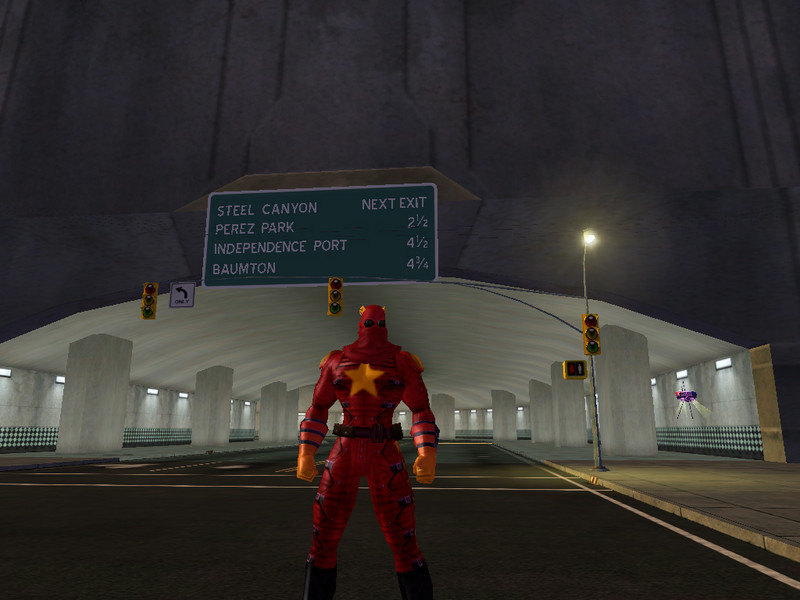 STEEL CANYON NEXT EXIT
PEREZ PARK 2½
INDEPENDENCE PORT 4½
BAUMTON 4¾
ONLY